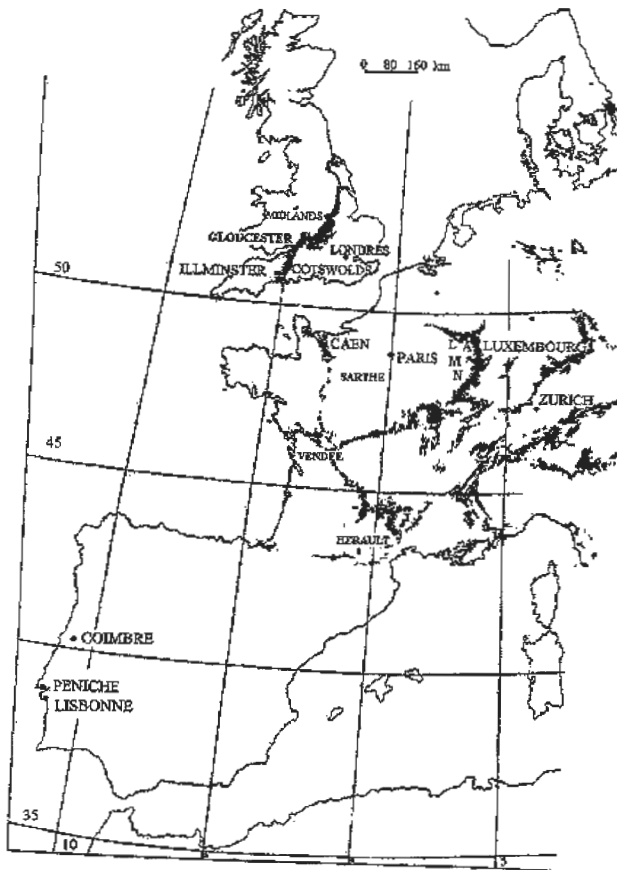 0 80 160 km
MIDLANDS
GLOUCESTER
LONDRES
ILLMINSTER
COTSWOLDS
50
CAEN
PARIS
L
A
M
N
LUXEMBOURG
SARTHE
ZURICH
45
VENDEE
HERAULT
COIMBRE
PENICHE
LISBONNE
35
10